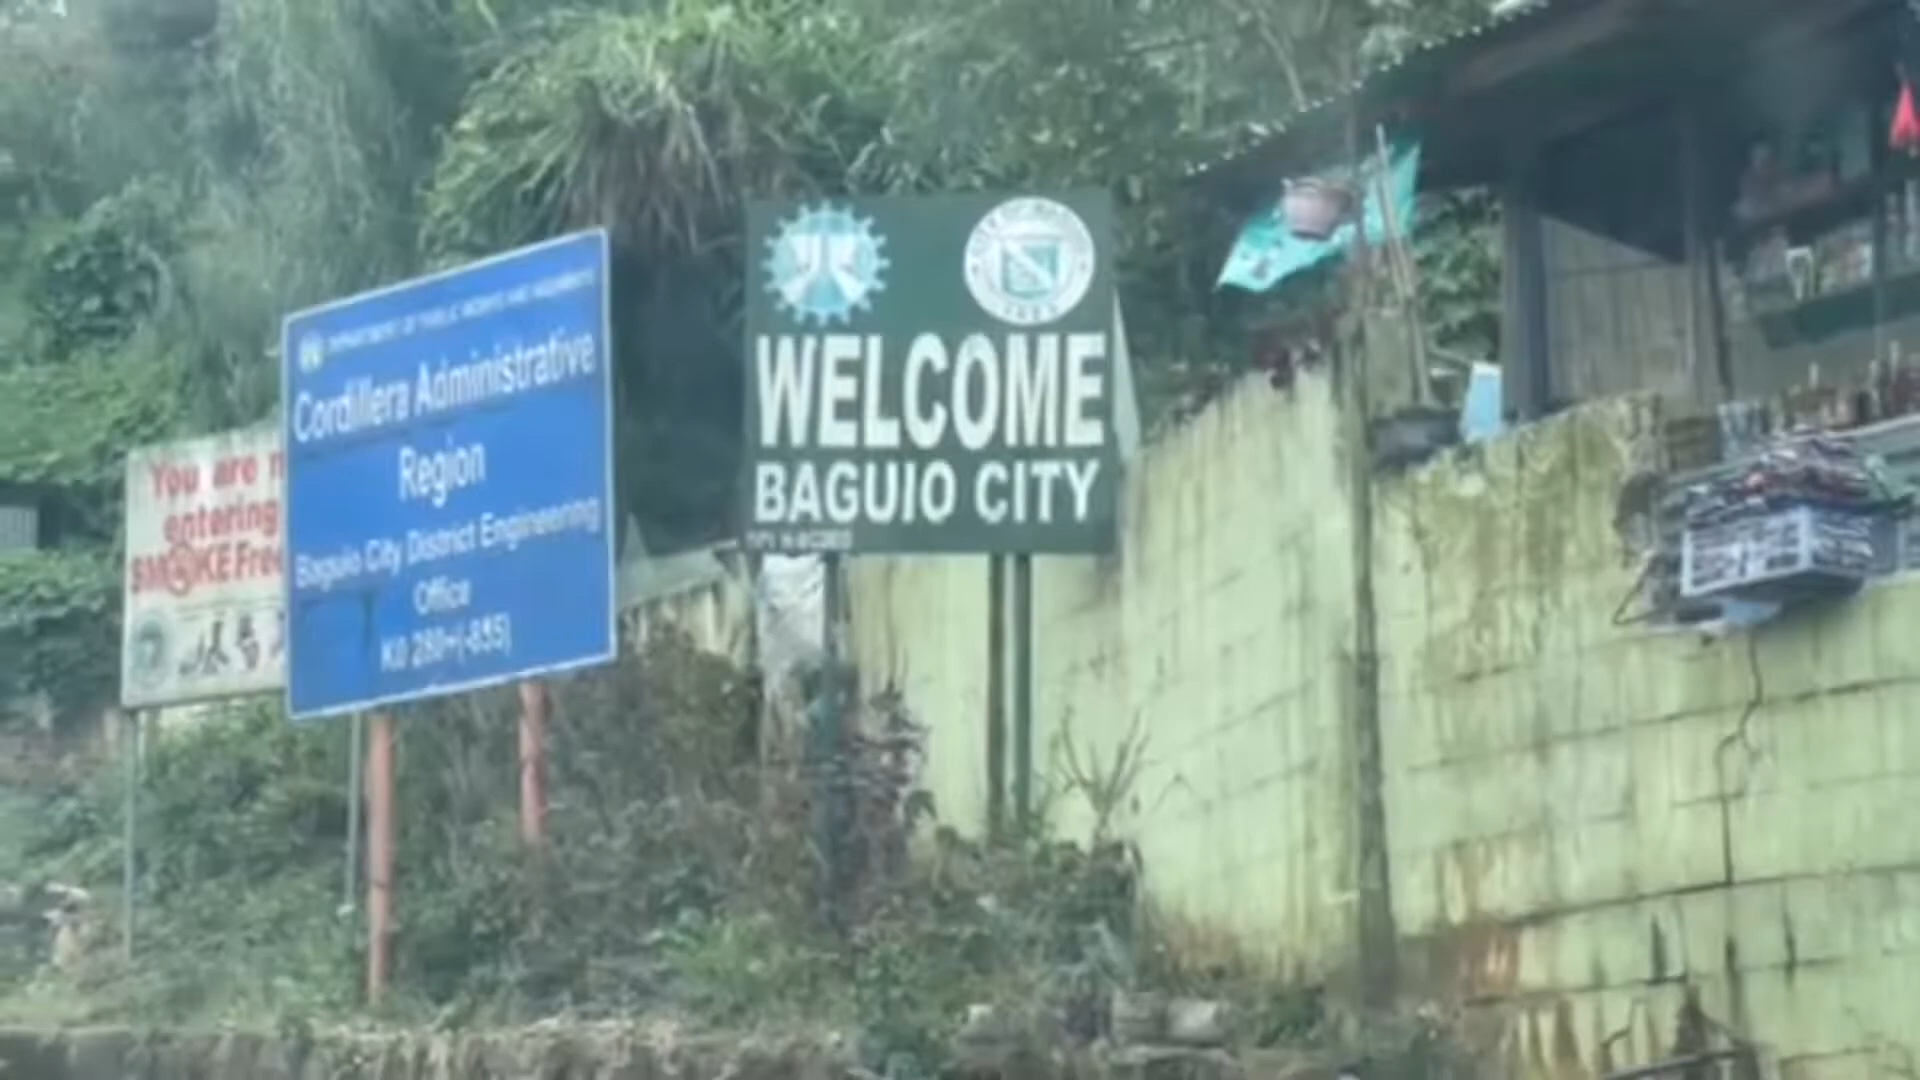 You are
entering
SMOKE Free
DEPARTMENT OF PUBLIC WORKS AND HIGHWAYS
Cordillera Administrative
Region
Baguio City District Engineering
Office
WELCOME
BAGUIO CITY